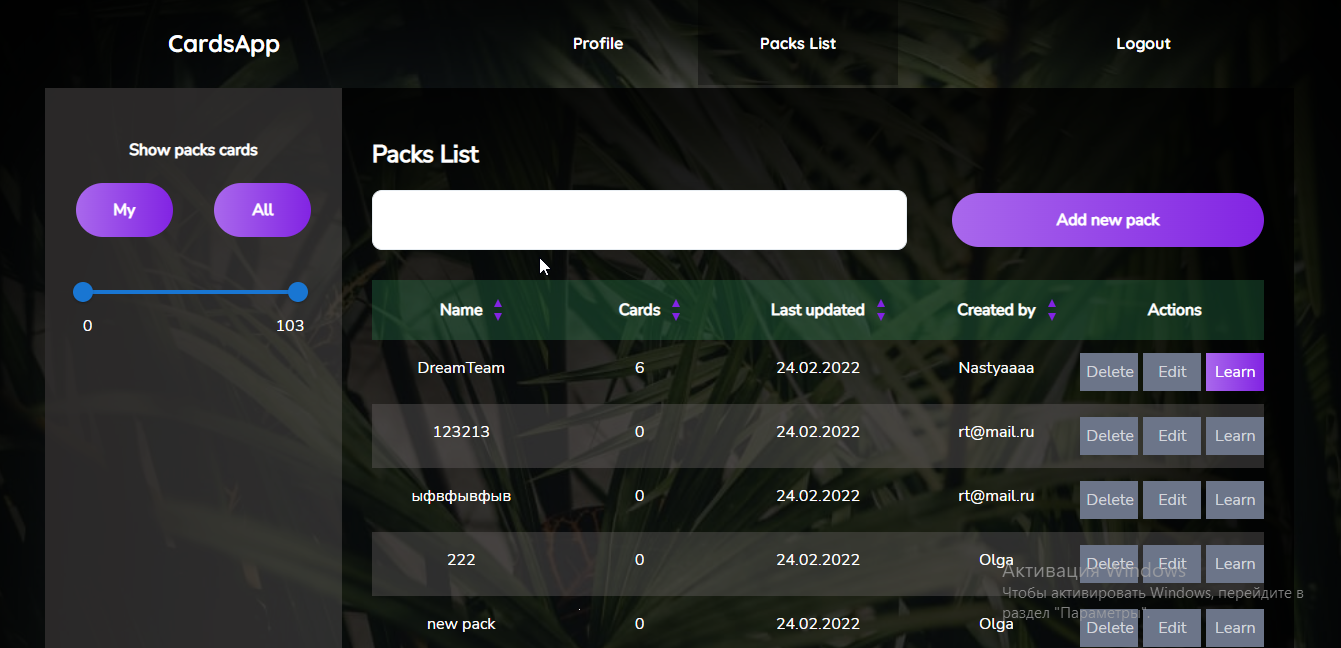 CardsApp Profile Packs List Logout
Show packs cards
My All
0 103
Packs List
Add new pack
Name Cards Last updated Created by Actions
DreamTeam 6 24.02.2022 Nastyaaaa Delete Edit Learn
123213 0 24.02.2022 rt@mail.ru Delete Edit Learn
ыфвфывфыв 0 24.02.2022 rt@mail.ru Delete Edit Learn
222 0 24.02.2022 Olga Delete Edit Learn
Активация Windows
Чтобы активировать Windows, перейдите в
раздел "Параметры".
new pack 0 24.02.2022 Olga Delete Edit Learn